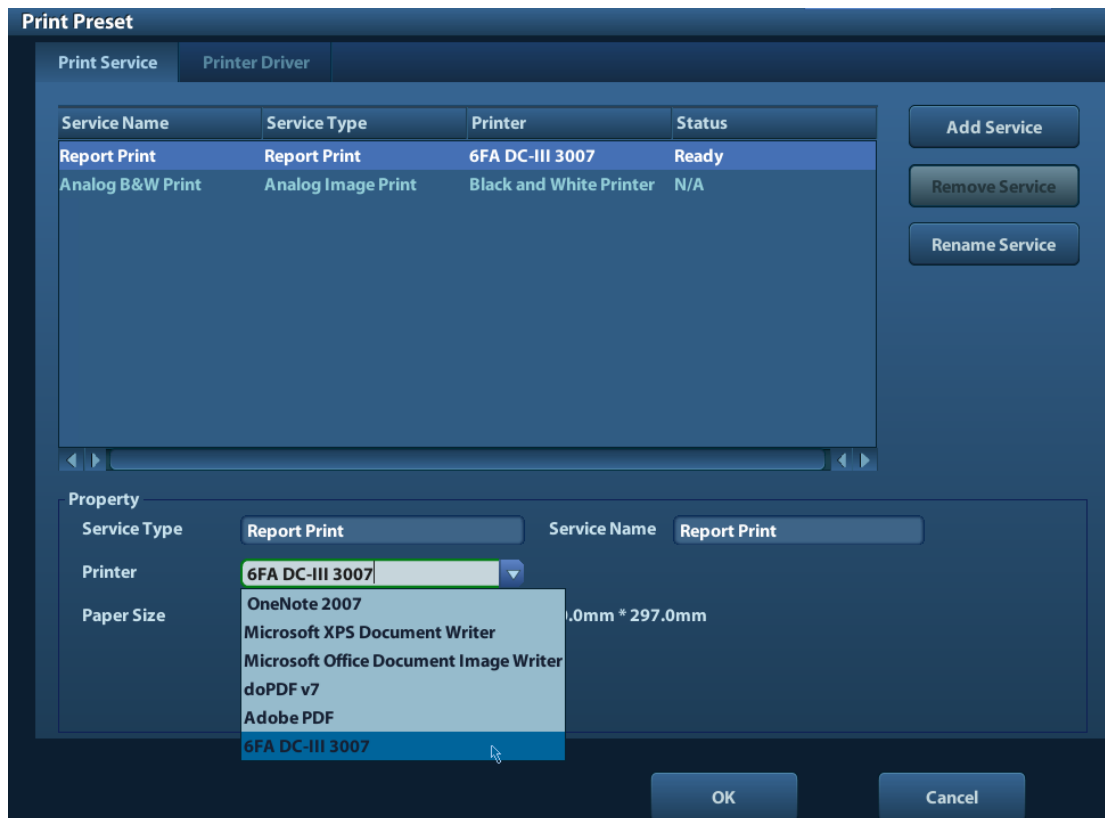 Print Preset
Print Service Printer Driver
Service Name Service Type Printer Status
Report Print Report Print 6FA DC-III 3007 Ready
Analog B&W Print Analog Image Print Black and White Printer N/A
Add Service
Remove Service
Rename Service
Property
Service Type Report Print Service Name Report Print
Printer 6FA DC-III 3007
Paper Size .0mm * 297.0mm
OneNote 2007
Microsoft XPS Document Writer
Microsoft Office Document Image Writer
doPDF v7
Adobe PDF
6FA DC-III 3007
OK Cancel